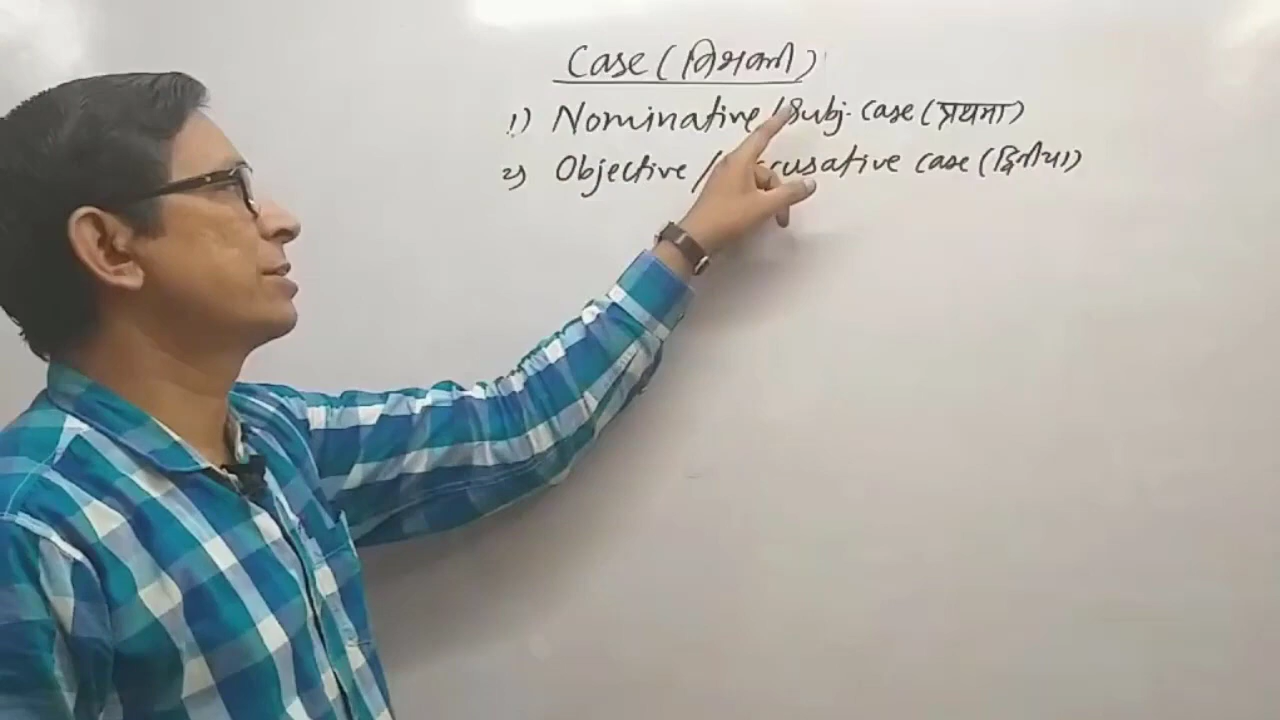 Case (विभक्ती)
1) Nominative / Subj. case (प्रथमा)
2) Objective / Accusative case (द्वितीया)